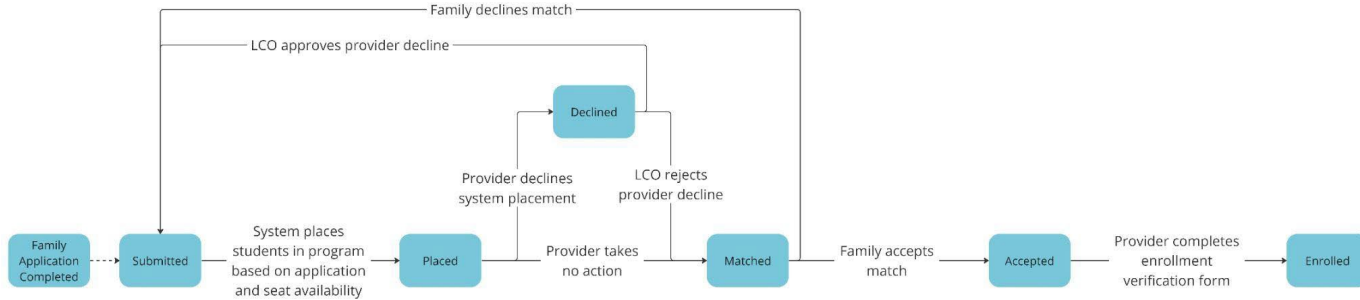 Family declines match
LCO approves provider decline
Declined
Provider declines
system placement
LCO rejects
provider decline
Family
Application
Completed
Submitted
System places
students in program
based on application
and seat availability
Placed
Provider takes
no action
Matched
Family accepts
match
Accepted
Provider completes
enrollment
verification form
Enrolled